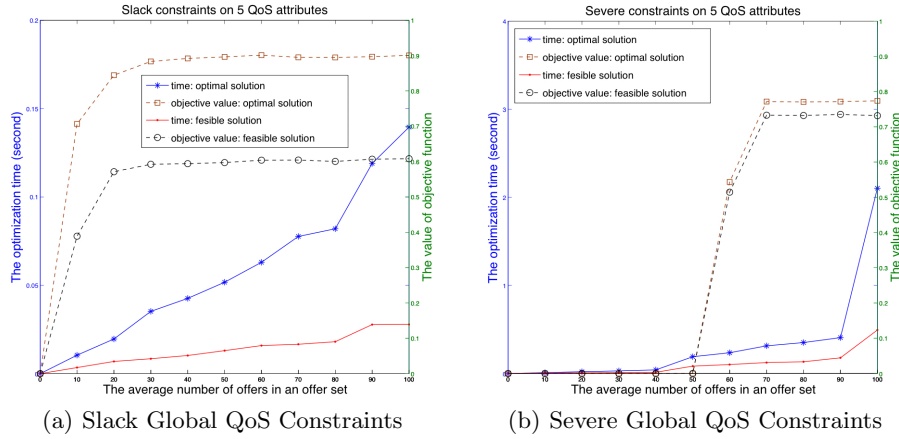 Slack constraints on 5 QoS attributes
The optimization time (second)
0.2
0.15
0.1
0.05
0
time: optimal solution
objective value: optimal solution
time: fesible solution
objective value: feasible solution
1
0.9
0.8
0.7
0.6
0.5
0.4
0.3
0.2
0.1
0
The value of objective function
0 10 20 30 40 50 60 70 80 90 100
The average number of offers in an offer set
(a) Slack Global QoS Constraints
Severe constraints on 5 QoS attributes
The optimization time (second)
4
3
2
1
0
time: optimal solution
objective value: optimal solution
time: fesible solution
objective value: feasible solution
1
0.9
0.8
0.7
0.6
0.5
0.4
0.3
0.2
0.1
0
The value of objective function
0 10 20 30 40 50 60 70 80 90 100
The average number of offers in an offer set
(b) Severe Global QoS Constraints